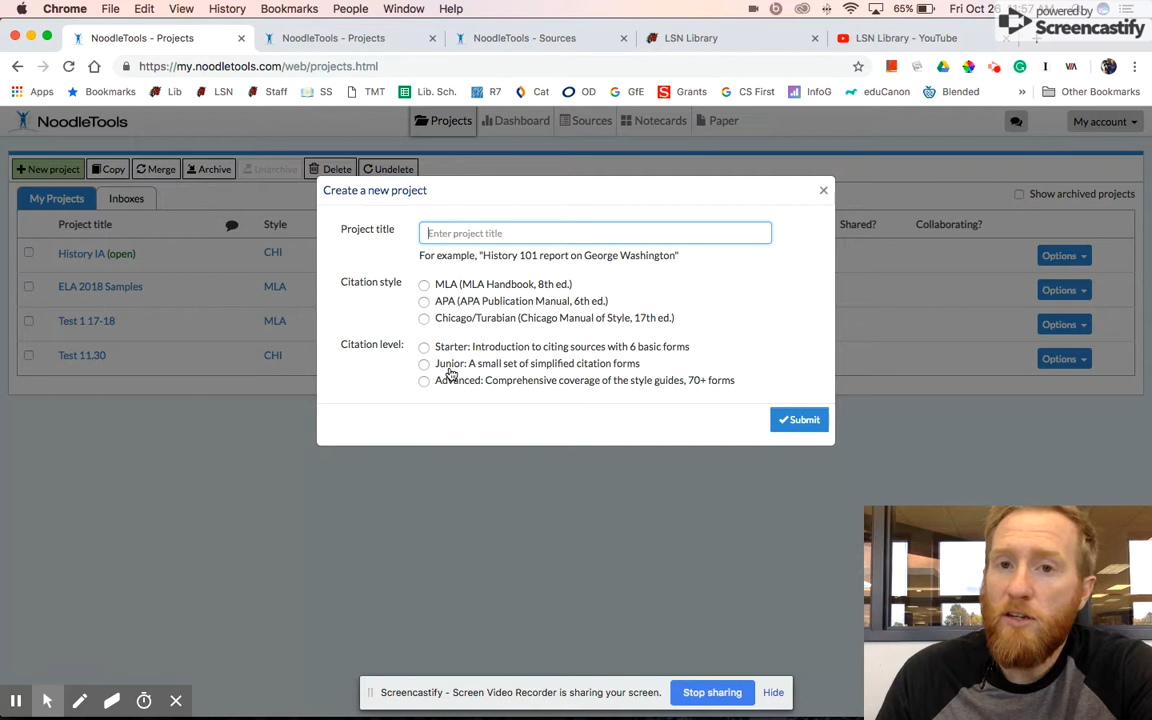 Chrome File Edit View History Bookmarks People Window Help 65% Fri Oct 26 11:57 AM
powered by
Screencastify
NoodleTools - Projects NoodleTools - Projects NoodleTools - Sources LSN Library LSN Library - YouTube
https://my.noodletools.com/web/projects.html
Apps Bookmarks Lib LSN Staff SS TMT Lib. Sch. R7 Cat OD GfE Grants CS First InfoG eduCanon Blended » Other Bookmarks
NoodleTools Projects Dashboard Sources Notecards Paper My account
New project Copy Merge Archive Unarchive Delete Undelete
My Projects Inboxes Show archived projects
Project title Style Shared? Collaborating?
History IA (open) CHI Options
ELA 2018 Samples MLA Options
Test 1 17-18 MLA Options
Test 11.30 CHI Options
Create a new project ×
Project title Enter project title
For example, "History 101 report on George Washington"
Citation style MLA (MLA Handbook, 8th ed.)
APA (APA Publication Manual, 6th ed.)
Chicago/Turabian (Chicago Manual of Style, 17th ed.)
Citation level: Starter: Introduction to citing sources with 6 basic forms
Junior: A small set of simplified citation forms
Advanced: Comprehensive coverage of the style guides, 70+ forms
Submit
Screencastify - Screen Video Recorder is sharing your screen. Stop sharing Hide